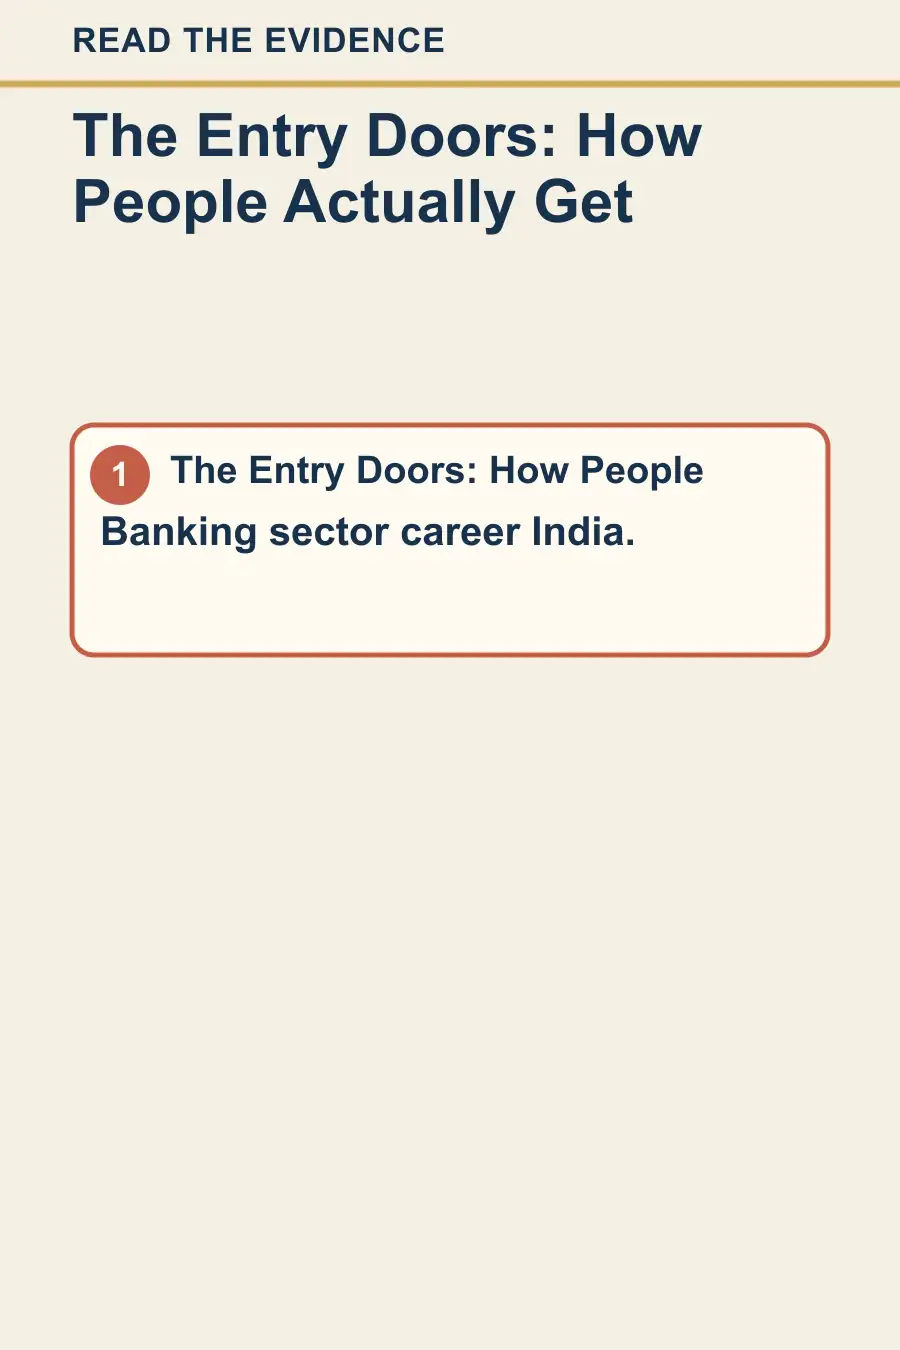 READ THE EVIDENCE
The Entry Doors: How
People Actually Get
1 The Entry Doors: How People
Banking sector career India.